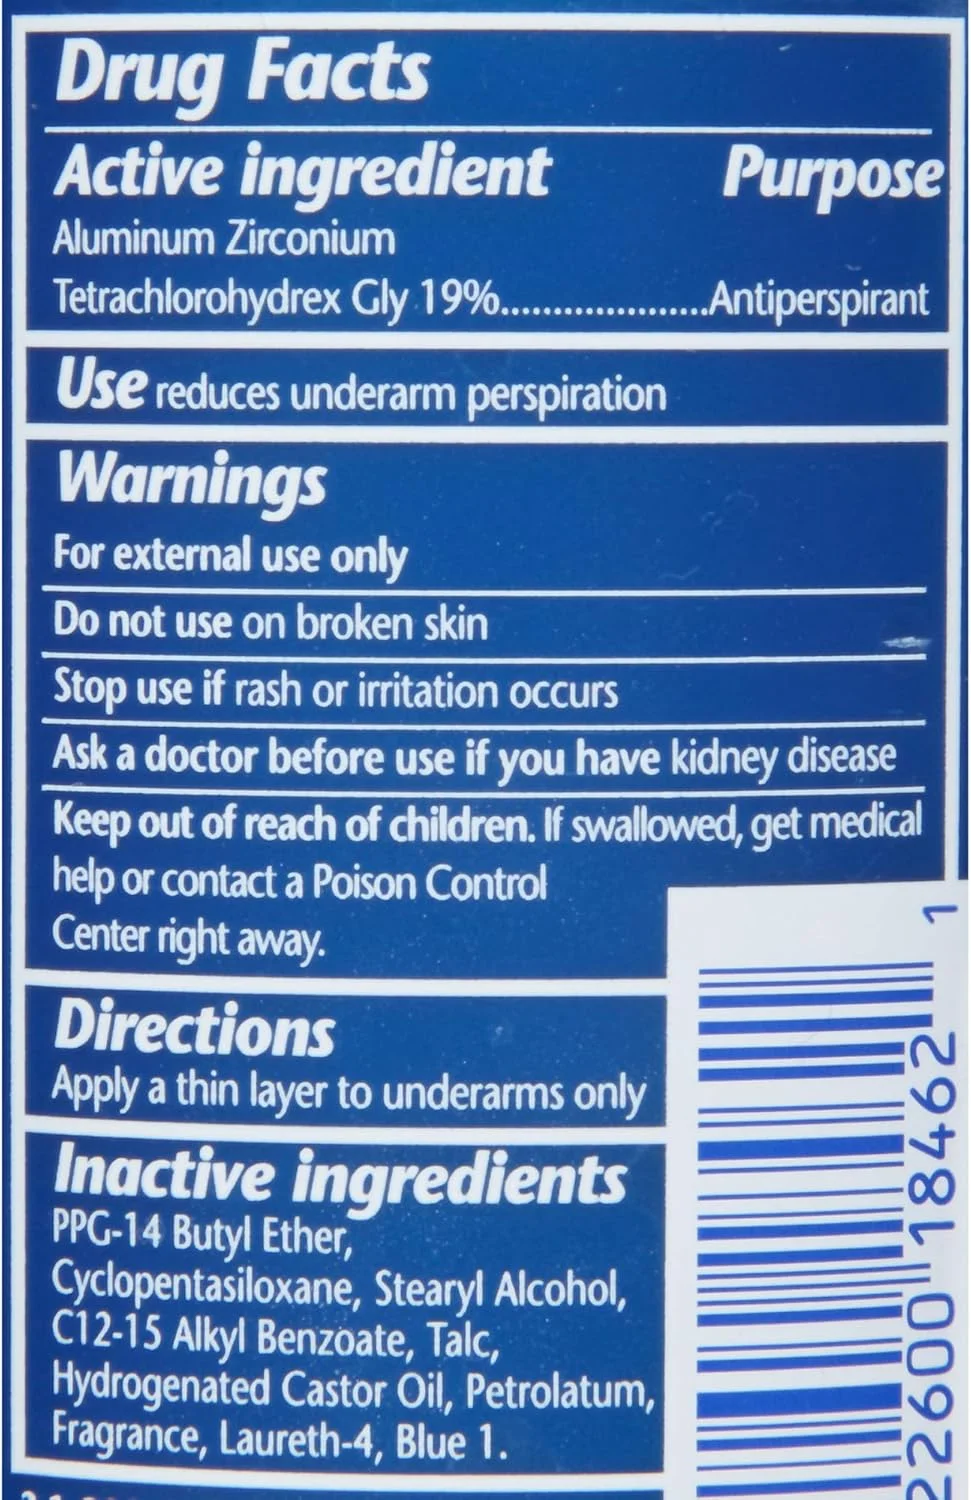 Drug Facts
Active ingredient Purpose
Aluminum Zirconium
Tetrachlorohydrex Gly 19%....................Antiperspirant
Use reduces underarm perspiration
Warnings
For external use only
Do not use on broken skin
Stop use if rash or irritation occurs
Ask a doctor before use if you have kidney disease
Keep out of reach of children. If swallowed, get medical
help or contact a Poison Control
Center right away.
Directions
Apply a thin layer to underarms only
Inactive ingredients
PPG-14 Butyl Ether,
Cyclopentasiloxane, Stearyl Alcohol,
C12-15 Alkyl Benzoate, Talc,
Hydrogenated Castor Oil, Petrolatum,
Fragrance, Laureth-4, Blue 1.
22600 18462 1